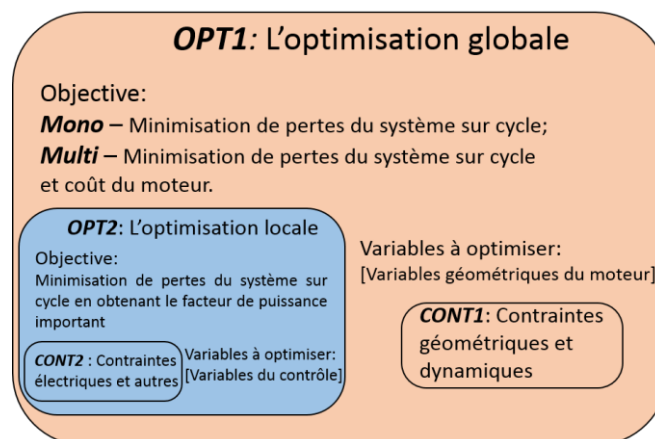 OPT1: L'optimisation globale
Objective:
Mono – Minimisation de pertes du système sur cycle;
Multi – Minimisation de pertes du système sur cycle
et coût du moteur.
OPT2: L'optimisation locale
Objective:
Minimisation de pertes du système sur
cycle en obtenant le facteur de puissance
important
CONT2 : Contraintes
électriques et autres
Variables à optimiser:
[Variables du contrôle]
Variables à optimiser:
[Variables géométriques du moteur]
CONT1: Contraintes
géométriques et
dynamiques